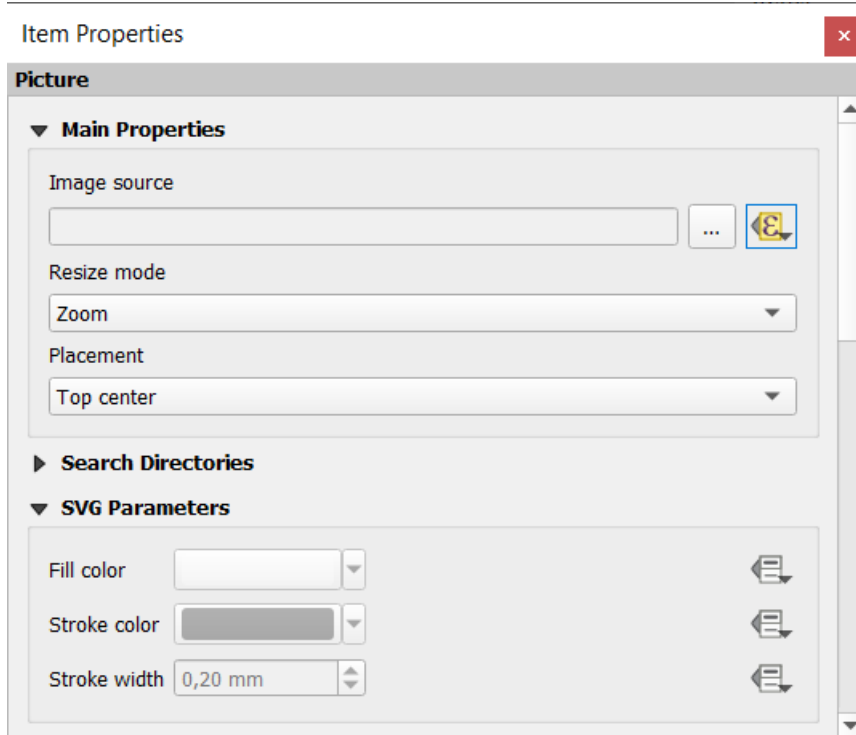 Item Properties
Picture
Main Properties
Image source
...
Resize mode
Zoom
Placement
Top center
Search Directories
SVG Parameters
Fill color
Stroke color
Stroke width 0,20 mm